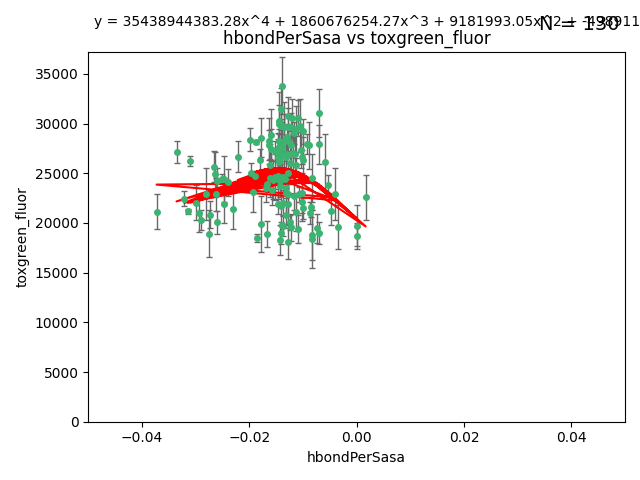 y = 35438944383.28x^4 + 1860676254.27x^3 + 9181993.05x^2 +
N = 130
hbondPerSasa vs toxgreen_fluor
35000
30000
25000
20000
15000
10000
5000
0
toxgreen_fluor
−0.04 −0.02 0.00 0.02 0.04
hbondPerSasa